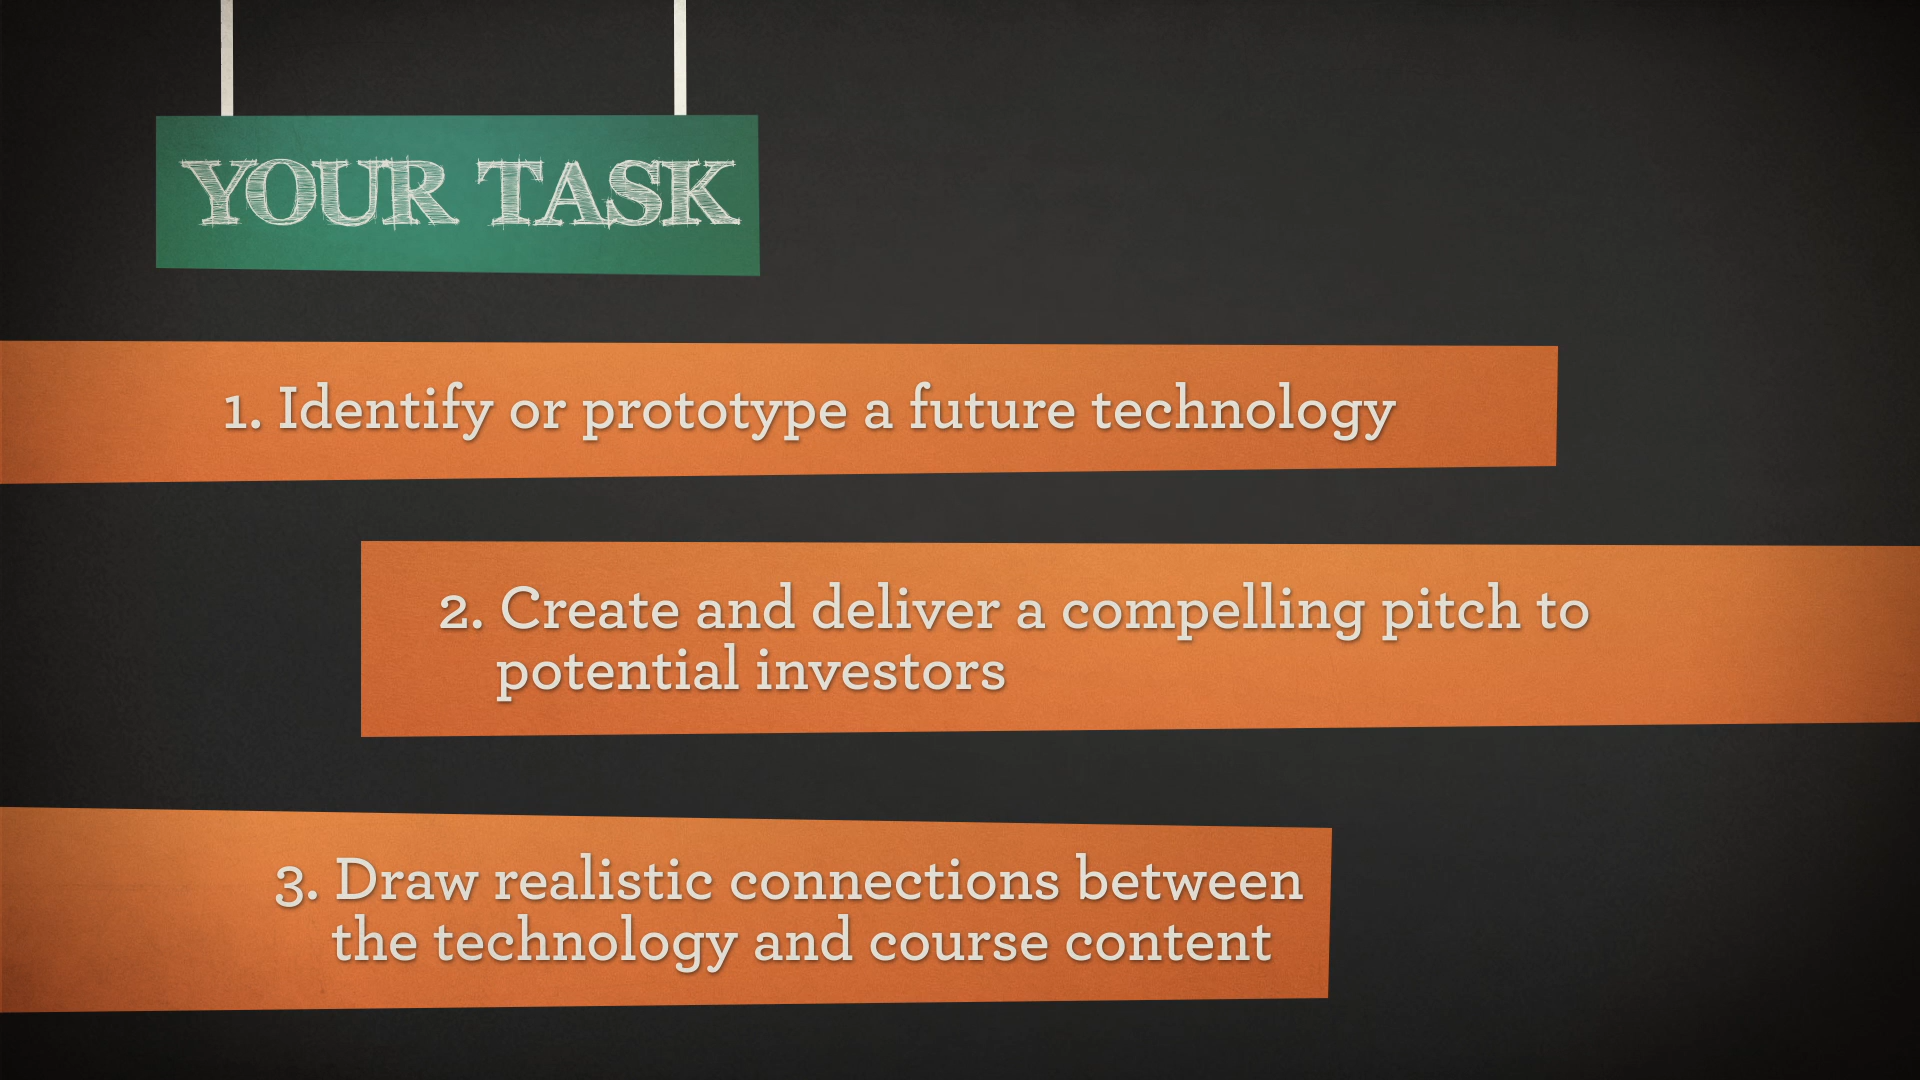 YOUR TASK
1. Identify or prototype a future technology
2. Create and deliver a compelling pitch to
potential investors
3. Draw realistic connections between
the technology and course content